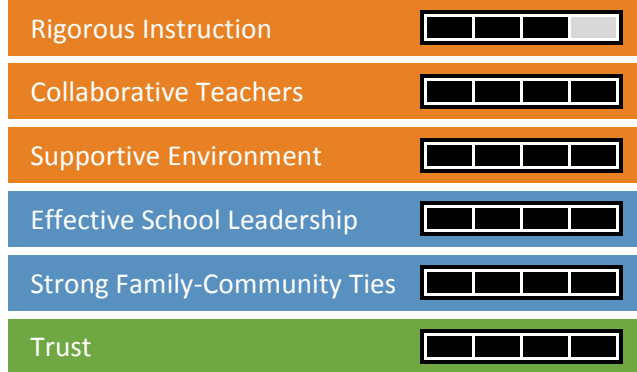 Rigorous Instruction
Collaborative Teachers
Supportive Environment
Effective School Leadership
Strong Family-Community Ties
Trust